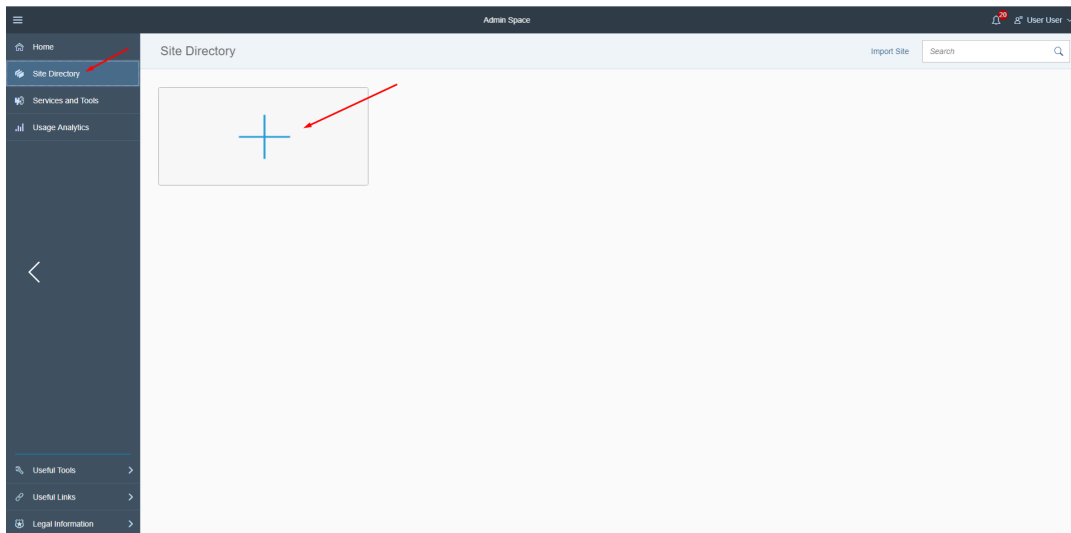 Admin Space
20
User User
Home
Site Directory
Services and Tools
Usage Analytics
Useful Tools
Useful Links
Legal Information
Site Directory
Import Site
Search